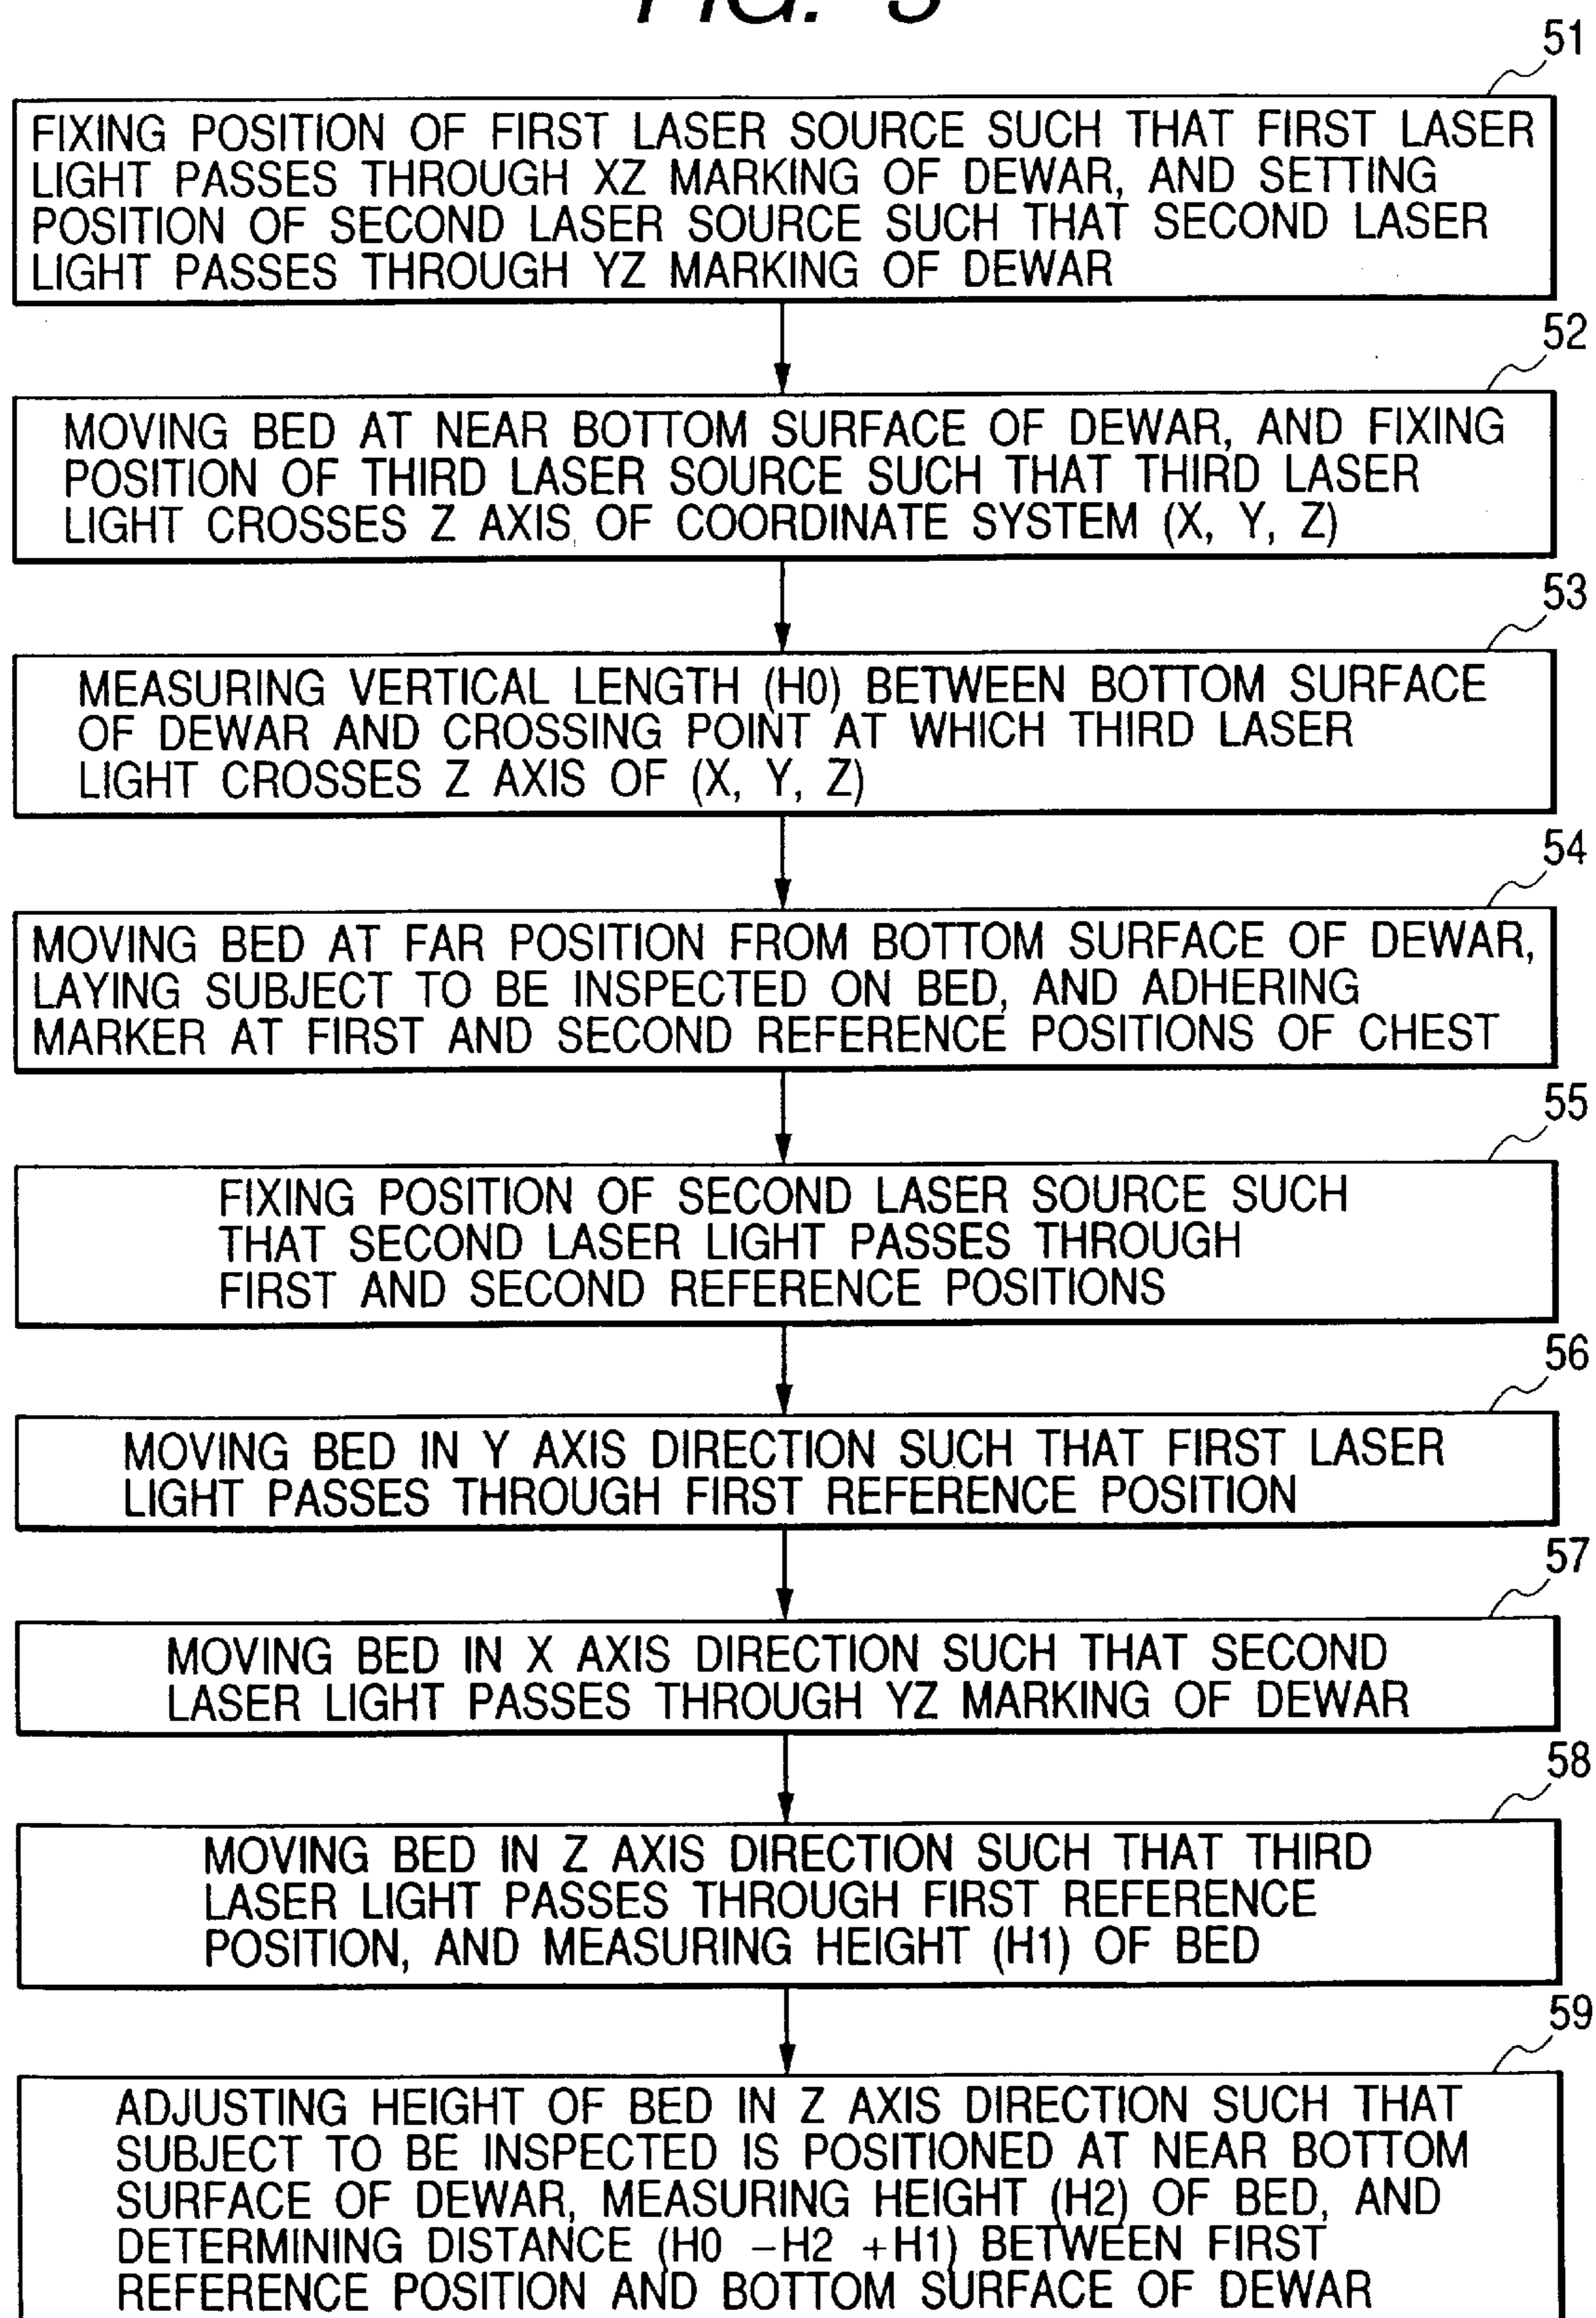 FIG. 5
51
FIXING POSITION OF FIRST LASER SOURCE SUCH THAT FIRST LASER
LIGHT PASSES THROUGH XZ MARKING OF DEWAR, AND SETTING
POSITION OF SECOND LASER SOURCE SUCH THAT SECOND LASER
LIGHT PASSES THROUGH YZ MARKING OF DEWAR
52
MOVING BED AT NEAR BOTTOM SURFACE OF DEWAR, AND FIXING
POSITION OF THIRD LASER SOURCE SUCH THAT THIRD LASER
LIGHT CROSSES Z AXIS OF COORDINATE SYSTEM (X, Y, Z)
53
MEASURING VERTICAL LENGTH (H0) BETWEEN BOTTOM SURFACE
OF DEWAR AND CROSSING POINT AT WHICH THIRD LASER
LIGHT CROSSES Z AXIS OF (X, Y, Z)
54
MOVING BED AT FAR POSITION FROM BOTTOM SURFACE OF DEWAR,
LAYING SUBJECT TO BE INSPECTED ON BED, AND ADHERING
MARKER AT FIRST AND SECOND REFERENCE POSITIONS OF CHEST
55
FIXING POSITION OF SECOND LASER SOURCE SUCH
THAT SECOND LASER LIGHT PASSES THROUGH
FIRST AND SECOND REFERENCE POSITIONS
56
MOVING BED IN Y AXIS DIRECTION SUCH THAT FIRST LASER
LIGHT PASSES THROUGH FIRST REFERENCE POSITION
57
MOVING BED IN X AXIS DIRECTION SUCH THAT SECOND
LASER LIGHT PASSES THROUGH YZ MARKING OF DEWAR
58
MOVING BED IN Z AXIS DIRECTION SUCH THAT THIRD
LASER LIGHT PASSES THROUGH FIRST REFERENCE
POSITION, AND MEASURING HEIGHT (H1) OF BED
59
ADJUSTING HEIGHT OF BED IN Z AXIS DIRECTION SUCH THAT
SUBJECT TO BE INSPECTED IS POSITIONED AT NEAR BOTTOM
SURFACE OF DEWAR, MEASURING HEIGHT (H2) OF BED, AND
DETERMINING DISTANCE (H0 −H2 +H1) BETWEEN FIRST
REFERENCE POSITION AND BOTTOM SURFACE OF DEWAR